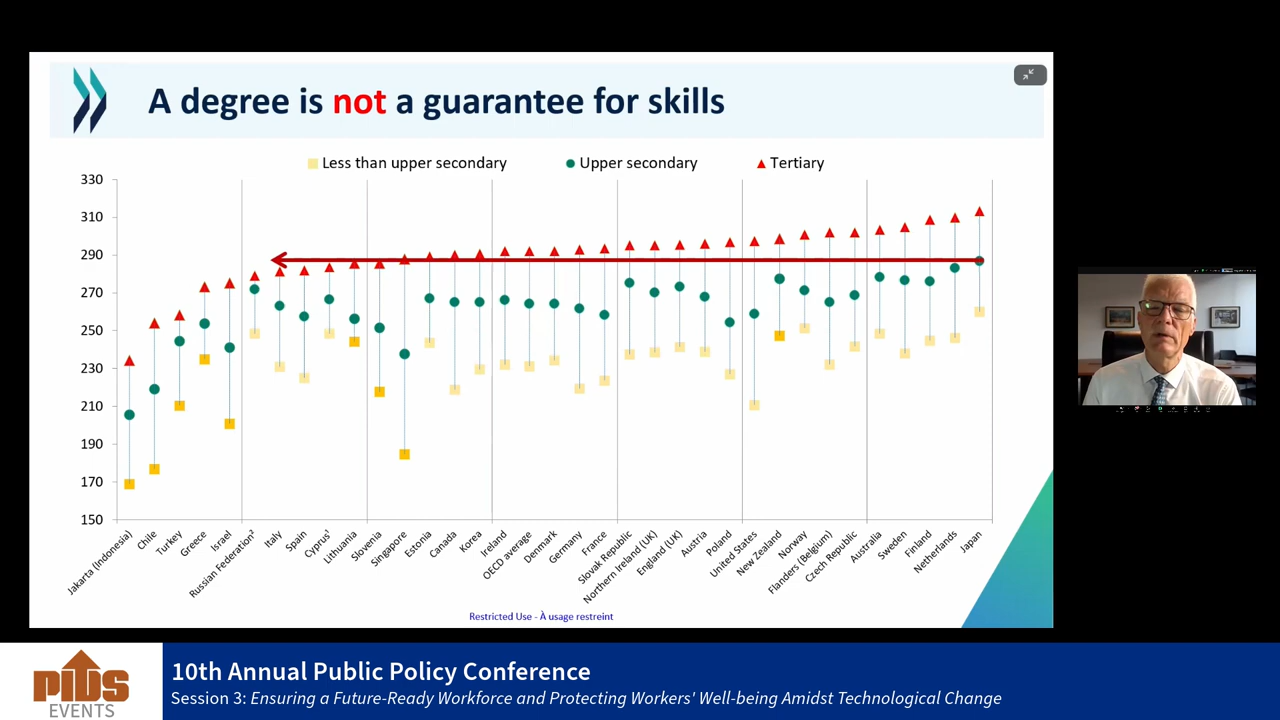 A degree is not a guarantee for skills
Less than upper secondary
Upper secondary
Tertiary
330
310
290
270
250
230
210
190
170
150
Jakarta (Indonesia)
Chile
Turkey
Greece
Israel
Russian Federation²
Italy
Spain
Cyprus¹
Lithuania
Slovenia
Singapore
Estonia
Canada
Korea
Ireland
OECD average
Denmark
Germany
France
Slovak Republic
Northern Ireland (UK)
England (UK)
Austria
Poland
United States
New Zealand
Norway
Flanders (Belgium)
Czech Republic
Australia
Sweden
Finland
Netherlands
Japan
Restricted Use - À usage restreint
PIDS
EVENTS
10th Annual Public Policy Conference
Session 3: Ensuring a Future-Ready Workforce and Protecting Workers' Well-being Amidst Technological Change